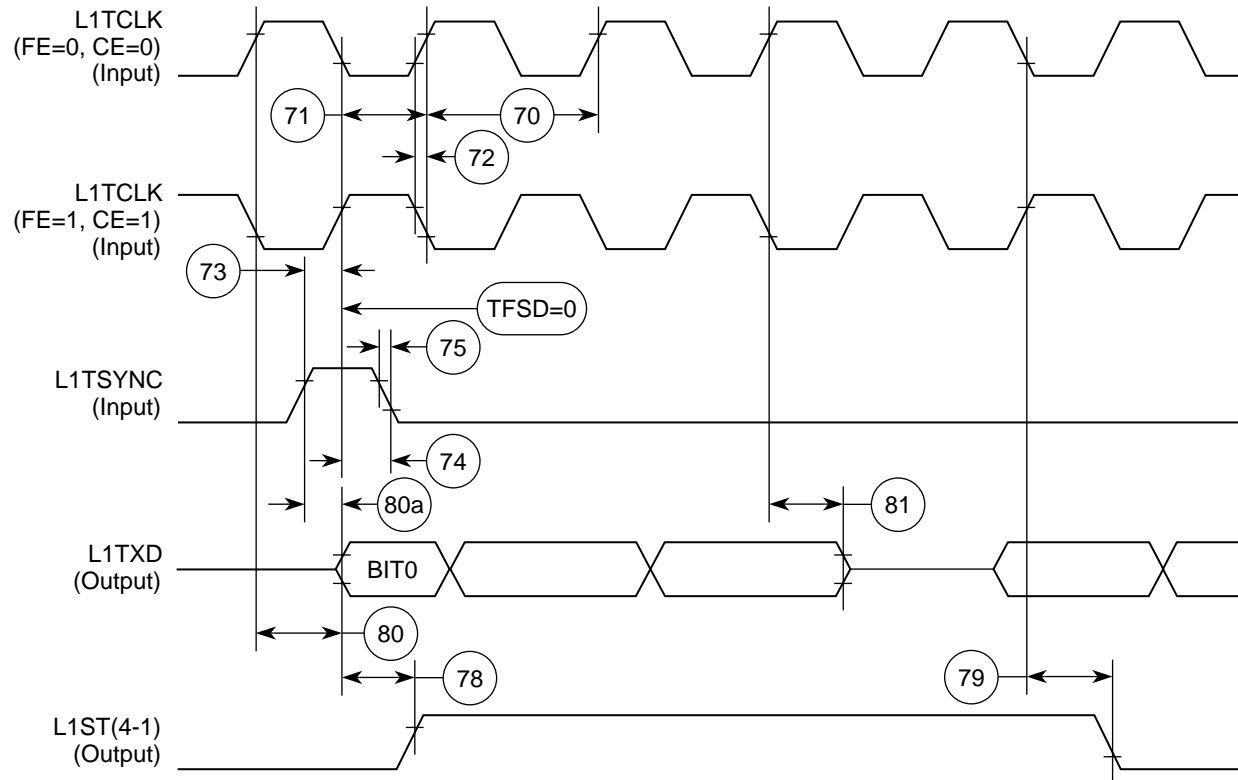 L1TCLK
(FE=0, CE=0)
(Input)
71
70
72
L1TCLK
(FE=1, CE=1)
(Input)
73
TFSD=0
75
L1TSYNC
(Input)
74
80a
81
L1TXD
(Output)
BIT0
80
78
79
L1ST(4-1)
(Output)